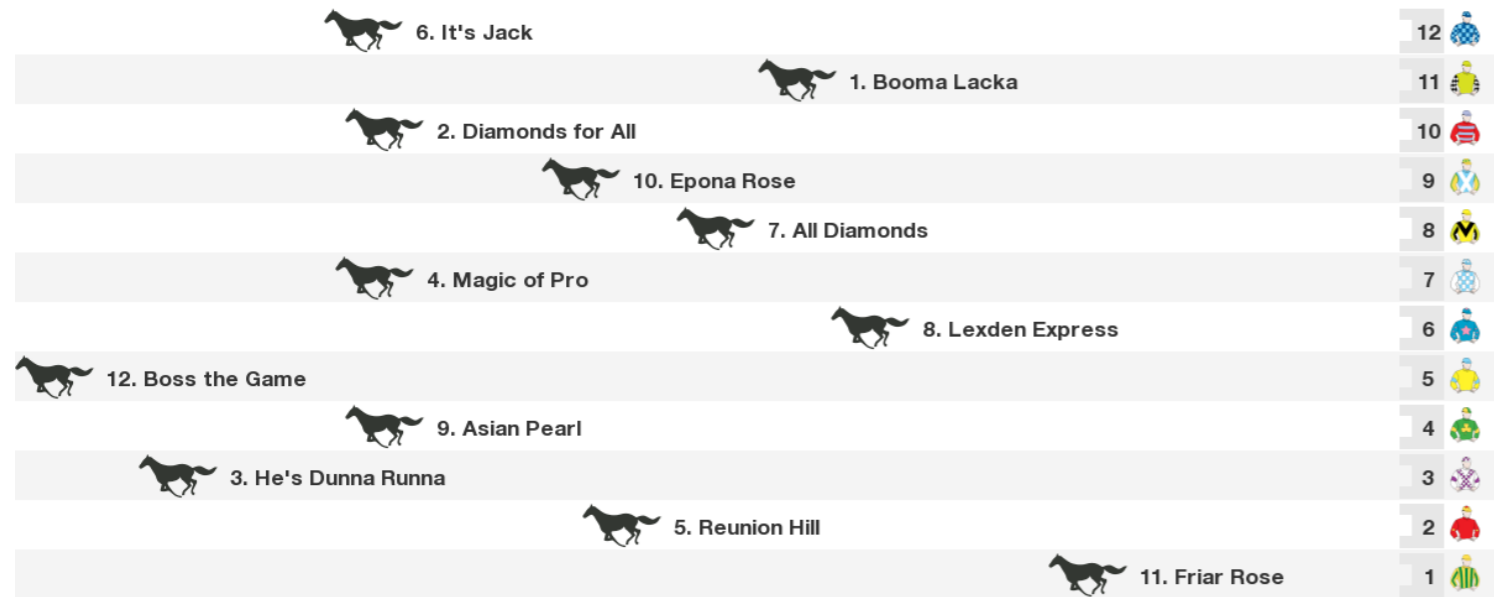 6. It's Jack 12
1. Booma Lacka 11
2. Diamonds for All 10
10. Epona Rose 9
7. All Diamonds 8
4. Magic of Pro 7
8. Lexden Express 6
12. Boss the Game 5
9. Asian Pearl 4
3. He's Dunna Runna 3
5. Reunion Hill 2
11. Friar Rose 1